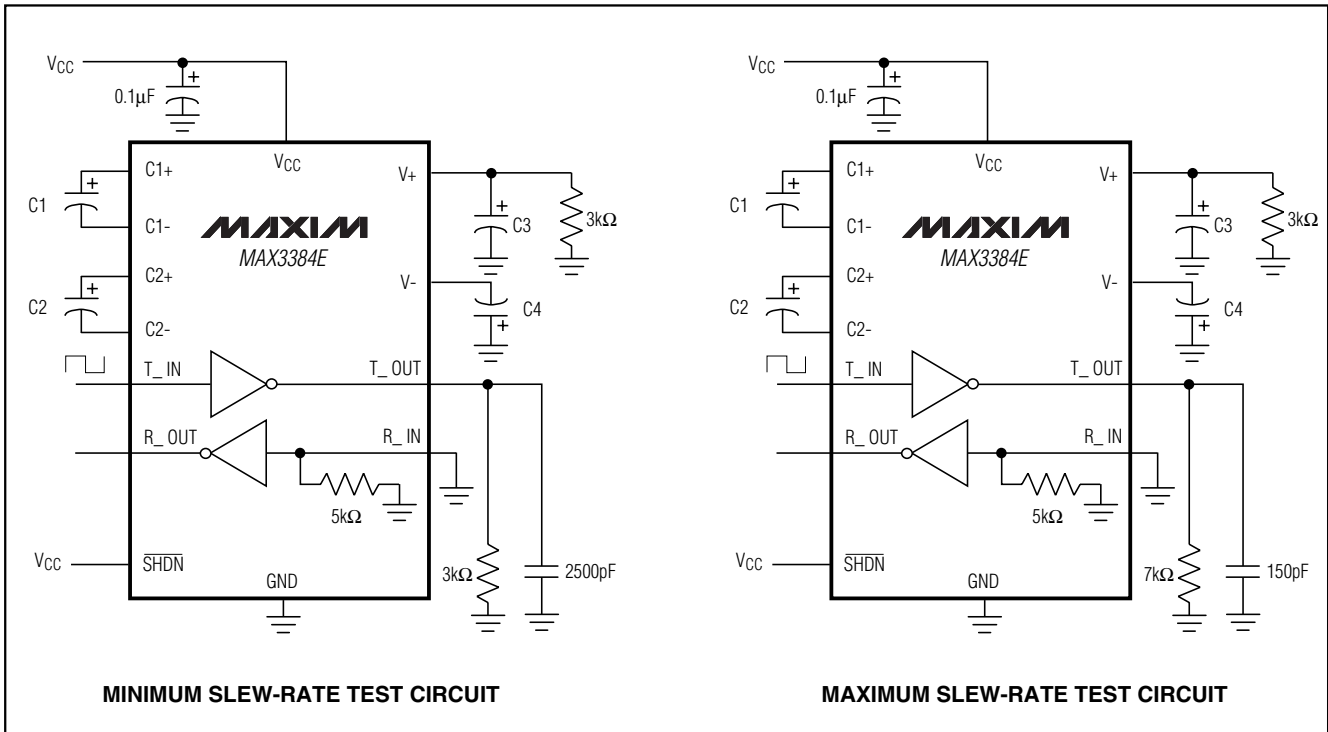 VCC
0.1µF
+
VCC
C1+
C1
+
C1-
MAXIM
MAX3384E
C2+
C2
+
C2-
V+
+
C3
3kΩ
V-
C4
+
T_ IN
T_ OUT
R_ OUT
R_ IN
5kΩ
VCC
SHDN
GND
3kΩ
2500pF
MINIMUM SLEW-RATE TEST CIRCUIT
VCC
0.1µF
+
VCC
C1+
C1
+
C1-
MAXIM
MAX3384E
C2+
C2
+
C2-
V+
+
C3
3kΩ
V-
C4
+
T_ IN
T_ OUT
R_ OUT
R_ IN
5kΩ
VCC
SHDN
GND
7kΩ
150pF
MAXIMUM SLEW-RATE TEST CIRCUIT